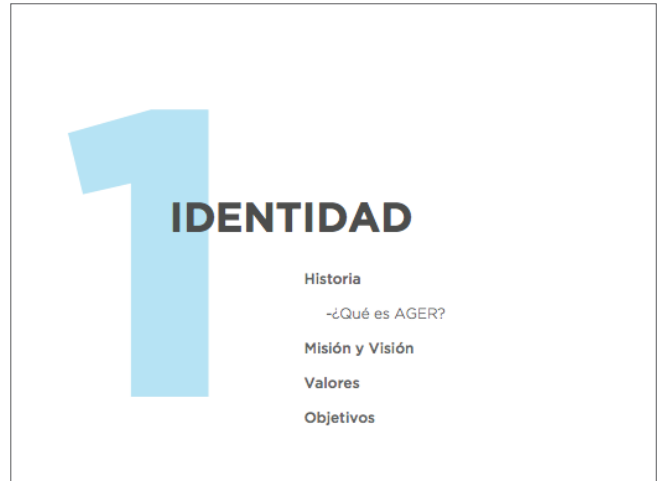 1
IDENTIDAD
Historia
-¿Qué es AGER?
Misión y Visión
Valores
Objetivos